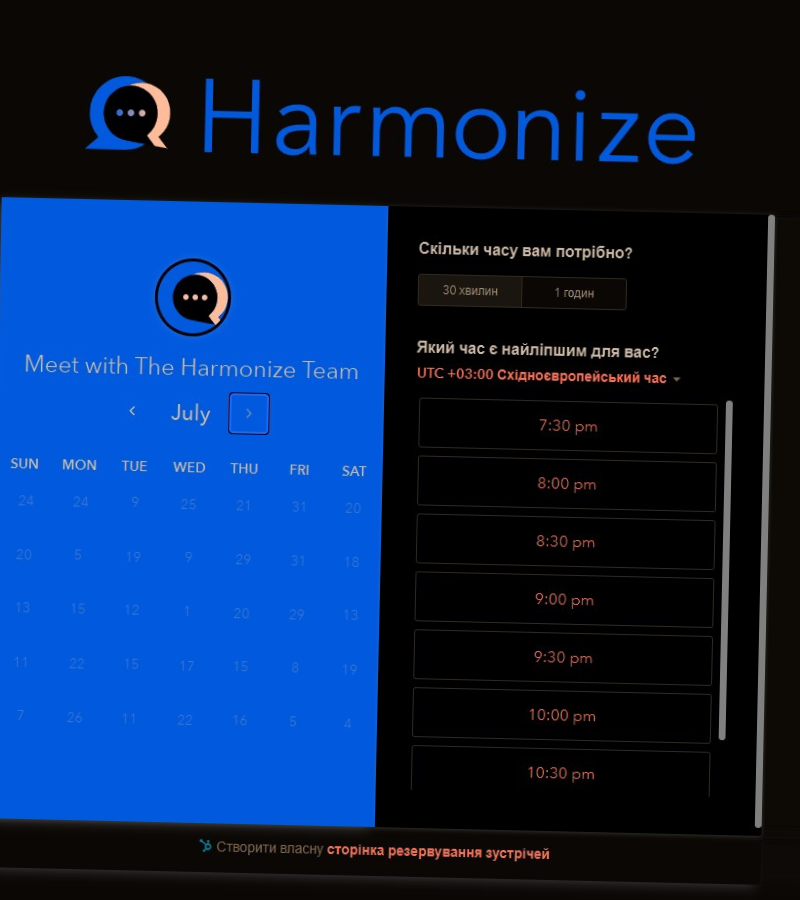 Harmonize
Meet with The Harmonize Team
July
SUN MON TUE WED THU FRI SAT
24 24 9 25 21 31 20
20 5 19 9 29 31 18
13 15 12 1 20 29 13
11 22 15 17 15 8 19
7 26 11 22 16 5 4
Скільки часу вам потрібно?
30 хвилин 1 годин
Який час є найліпшим для вас?
UTC +03:00 Східноєвропейський час
7:30 pm
8:00 pm
8:30 pm
9:00 pm
9:30 pm
10:00 pm
10:30 pm
Створити власну сторінка резервування зустрічей